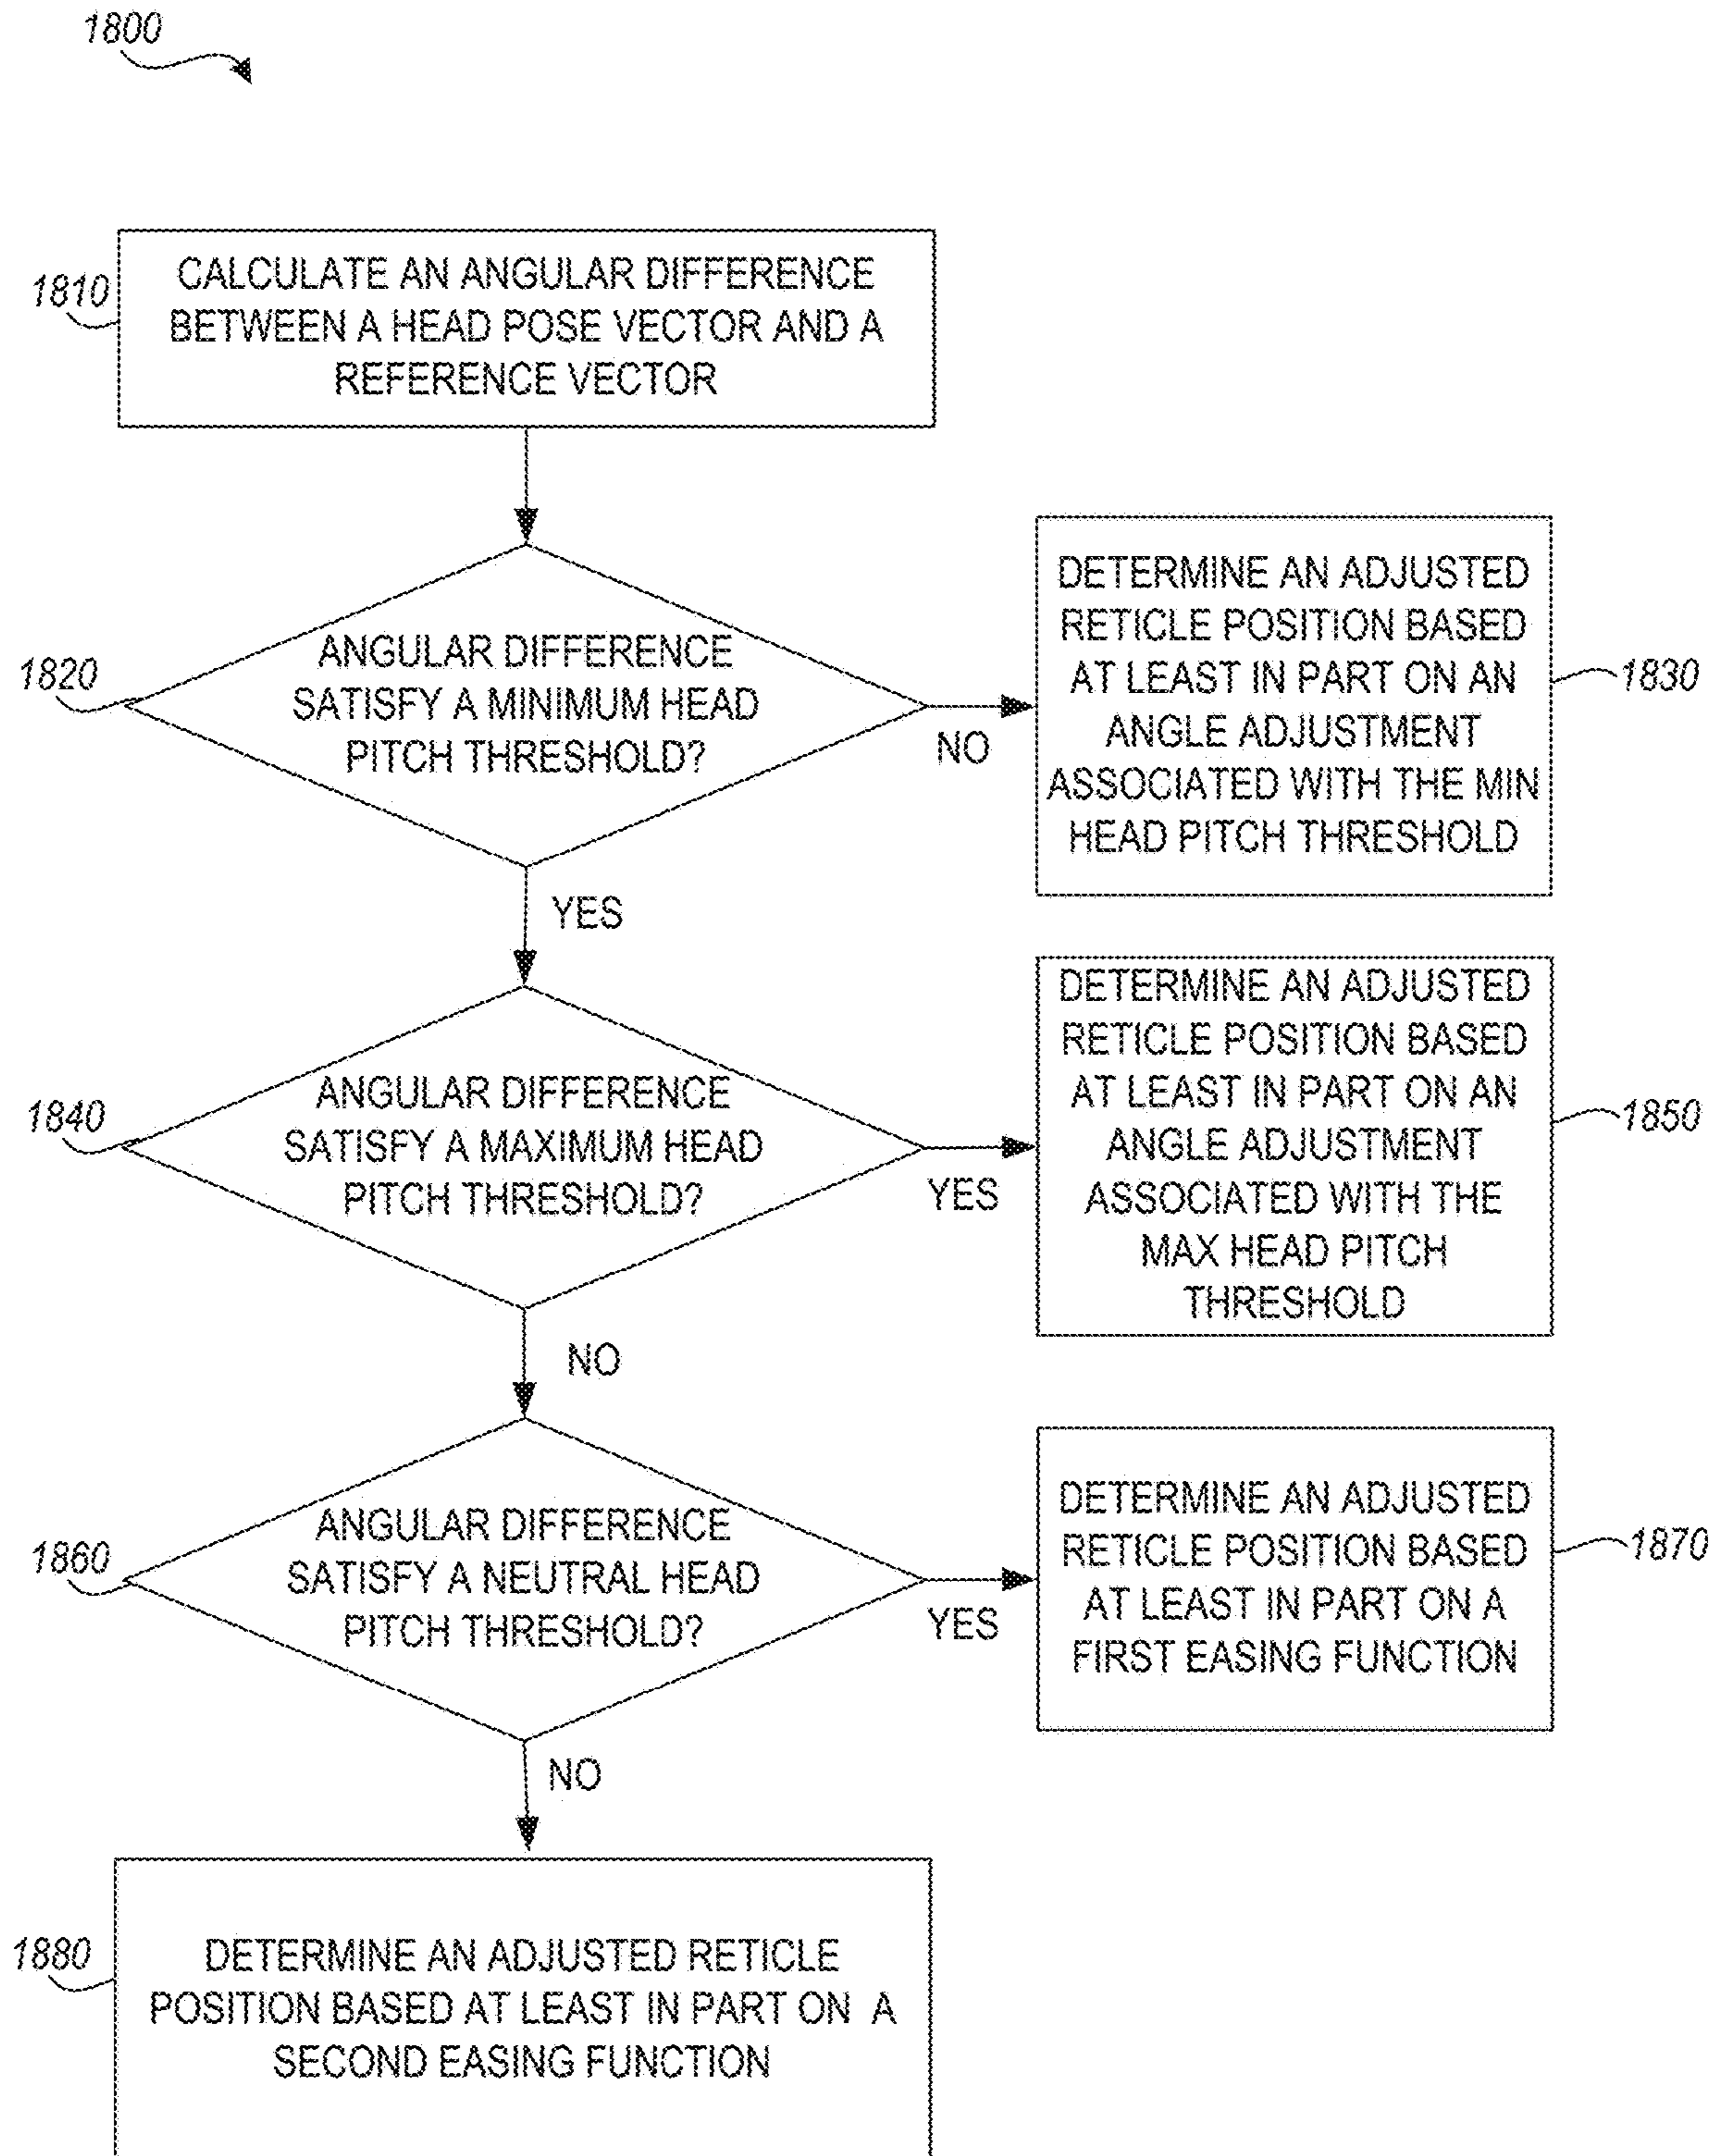 1800
1810
CALCULATE AN ANGULAR DIFFERENCE
BETWEEN A HEAD POSE VECTOR AND A
REFERENCE VECTOR
1820
ANGULAR DIFFERENCE
SATISFY A MINIMUM HEAD
PITCH THRESHOLD?
NO
DETERMINE AN ADJUSTED
RETICLE POSITION BASED
AT LEAST IN PART ON AN
ANGLE ADJUSTMENT
ASSOCIATED WITH THE MIN
HEAD PITCH THRESHOLD
1830
YES
1840
ANGULAR DIFFERENCE
SATISFY A MAXIMUM HEAD
PITCH THRESHOLD?
YES
DETERMINE AN ADJUSTED
RETICLE POSITION BASED
AT LEAST IN PART ON AN
ANGLE ADJUSTMENT
ASSOCIATED WITH THE
MAX HEAD PITCH
THRESHOLD
1850
NO
1860
ANGULAR DIFFERENCE
SATISFY A NEUTRAL HEAD
PITCH THRESHOLD?
YES
DETERMINE AN ADJUSTED
RETICLE POSITION BASED
AT LEAST IN PART ON A
FIRST EASING FUNCTION
1870
NO
1880
DETERMINE AN ADJUSTED RETICLE
POSITION BASED AT LEAST IN PART ON A
SECOND EASING FUNCTION